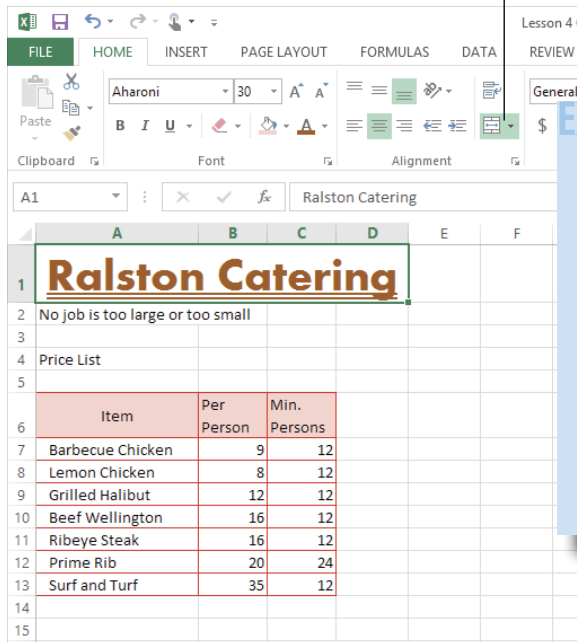 Lesson 4
FILE HOME INSERT PAGE LAYOUT FORMULAS DATA REVIEW
Paste Aharoni 30 A A General
B I U A $
Clipboard Font Alignment
A1 fx Ralston Catering
A B C D E F
1 Ralston Catering
2 No job is too large or too small
3
4 Price List
5
6 Item Per Person Min. Persons
7 Barbecue Chicken 9 12
8 Lemon Chicken 8 12
9 Grilled Halibut 12 12
10 Beef Wellington 16 12
11 Ribeye Steak 16 12
12 Prime Rib 20 24
13 Surf and Turf 35 12
14
15